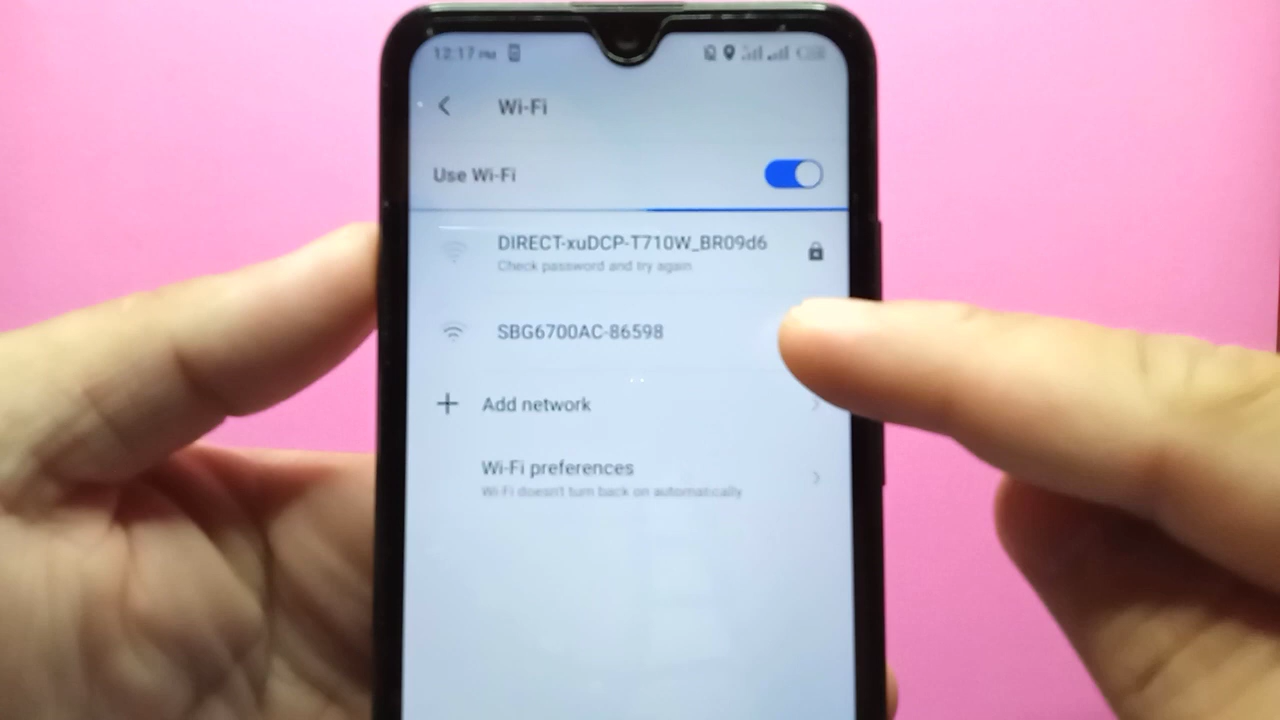 12:17 PM
Wi-Fi
Use Wi-Fi
DIRECT-xuDCP-T710W_BR09d6
Check password and try again
SBG6700AC-86598
Add network
Wi-Fi preferences
Wi-Fi doesn't turn back on automatically